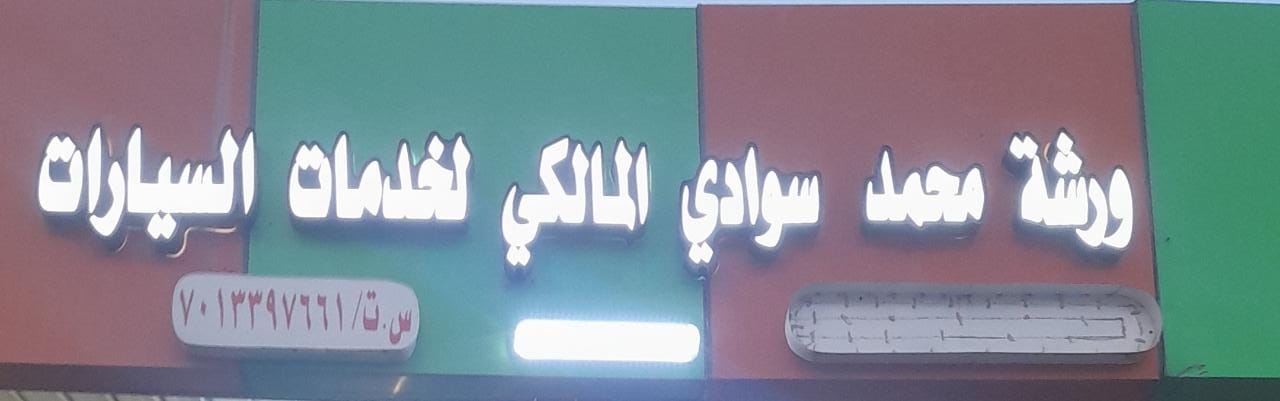 ورشة محمد سوادي المالكي لخدمات السيارات
س.ت/٧٠١٣٣٩٧٦٦١